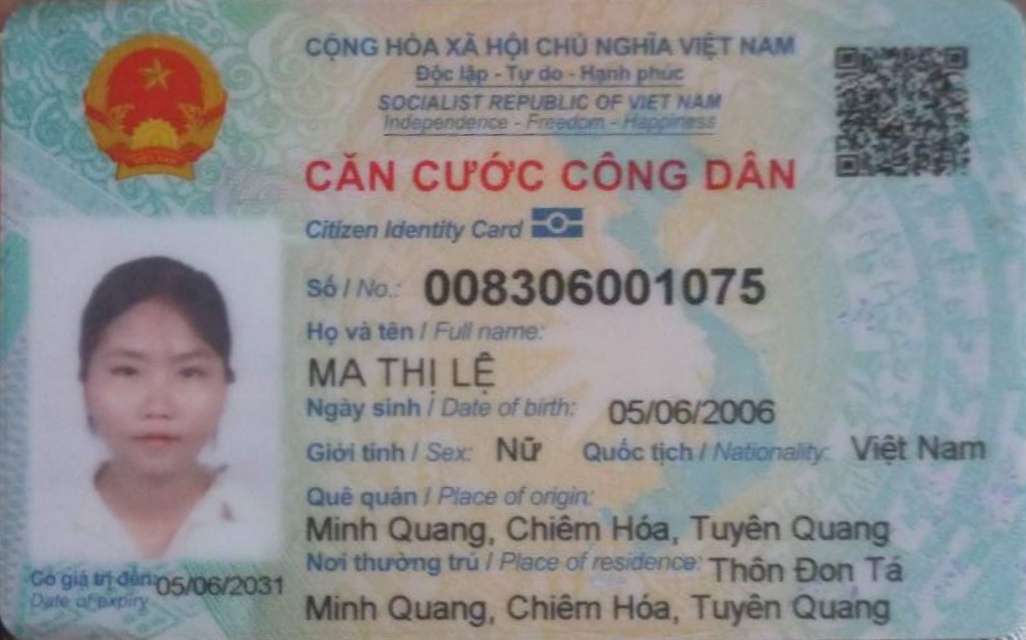 CỘNG HÒA XÃ HỘI CHỦ NGHĨA VIỆT NAM
Độc lập - Tự do - Hạnh phúc
SOCIALIST REPUBLIC OF VIET NAM
Independence - Freedom - Happiness
CĂN CƯỚC CÔNG DÂN
Citizen Identity Card
Số / No.: 008306001075
Họ và tên / Full name:
MA THỊ LỆ
Ngày sinh / Date of birth: 05/06/2006
Giới tính / Sex: Nữ Quốc tịch / Nationality: Việt Nam
Quê quán / Place of origin:
Minh Quang, Chiêm Hóa, Tuyên Quang
Nơi thường trú / Place of residence: Thôn Đon Tá
Minh Quang, Chiêm Hóa, Tuyên Quang
Có giá trị đến: 05/06/2031
Date of expiry